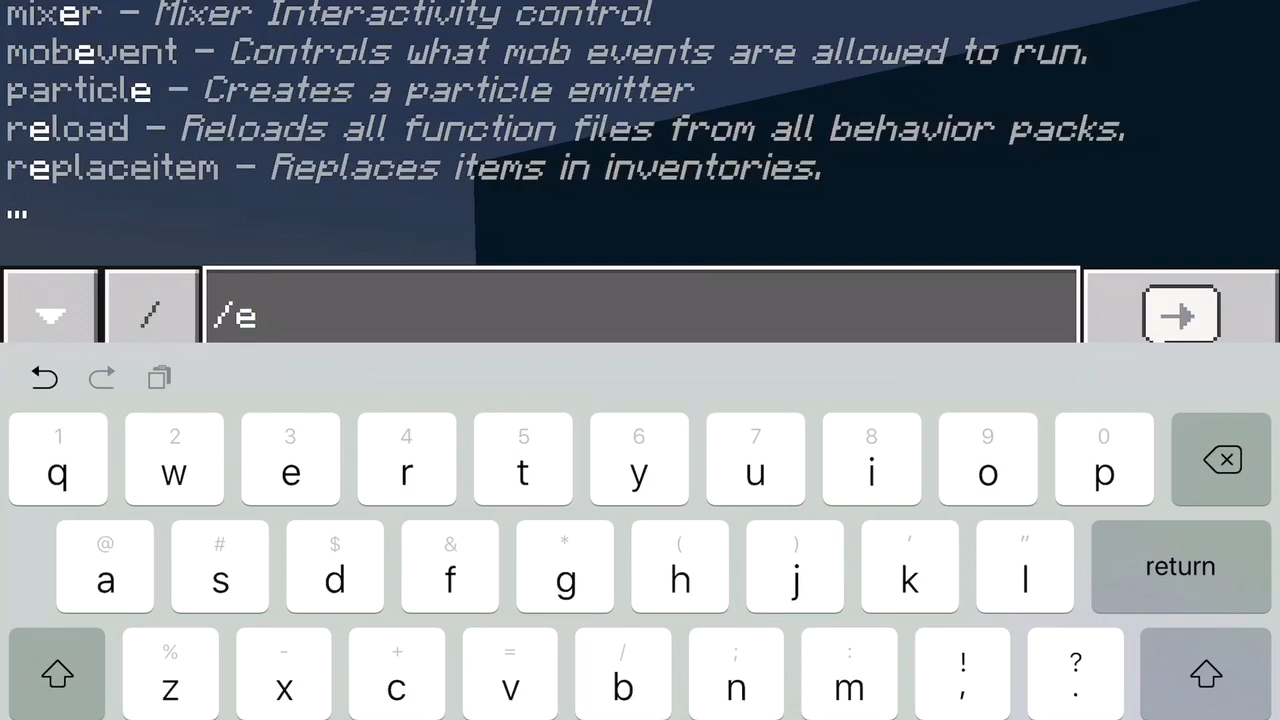 mixer – Mixer Interactivity control
mobevent – Controls what mob events are allowed to run.
particle – Creates a particle emitter
reload – Reloads all function files from all behavior packs.
replaceitem – Replaces items in inventories.
...
/ /e
1 2 3 4 5 6 7 8 9 0
q w e r t y u i o p
@ # $ & * ( ) ' "
a s d f g h j k l return
% - + = / ; : ! ?
z x c v b n m , .